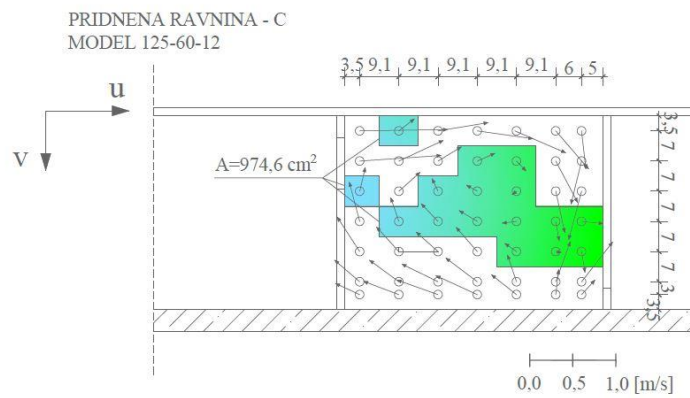 PRIDNENA RAVNINA - C
MODEL 125-60-12
3,5 9,1 9,1 9,1 9,1 9,1 6 5
u
v
A=974,6 cm²
3,5
7
7
7
7
7
3
3,5
0,0 0,5 1,0 [m/s]